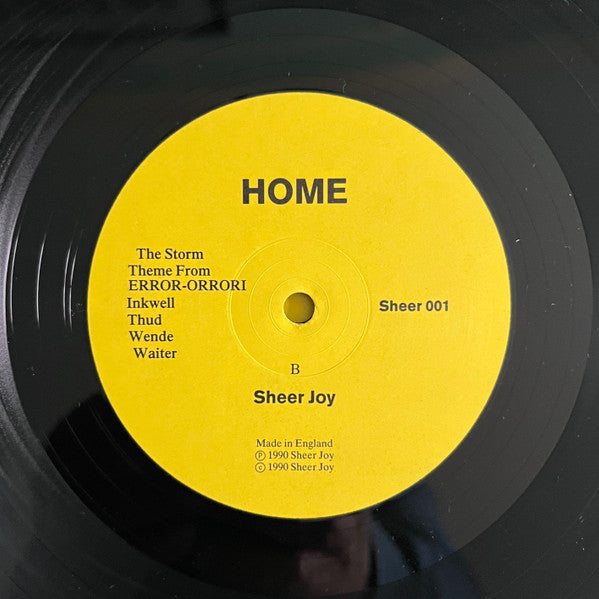 HOME
The Storm
Theme From
ERROR-ORRORI
Inkwell
Thud
Wende
Waiter
Sheer 001
B
Sheer Joy
Made in England
℗ 1990 Sheer Joy
© 1990 Sheer Joy